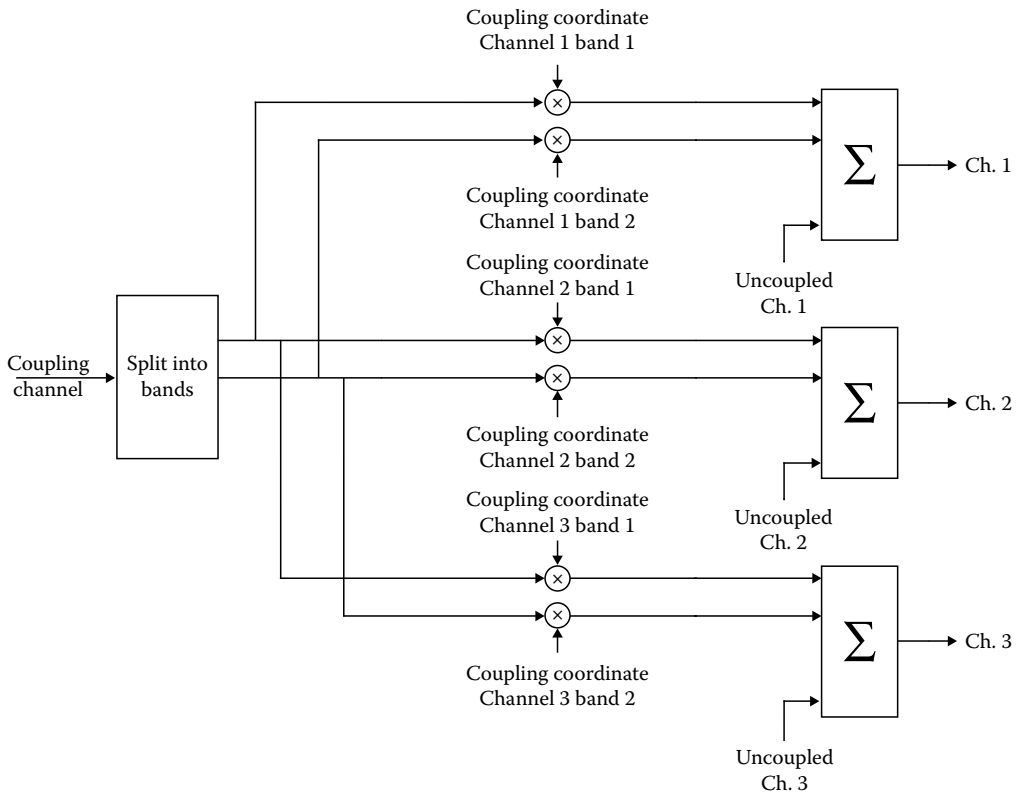 Coupling coordinate
Channel 1 band 1
×
×
Σ
Ch. 1
Coupling coordinate
Channel 1 band 2
Uncoupled
Ch. 1
Coupling coordinate
Channel 2 band 1
Coupling
channel
Split into
bands
×
×
Σ
Ch. 2
Coupling coordinate
Channel 2 band 2
Uncoupled
Ch. 2
Coupling coordinate
Channel 3 band 1
×
×
Σ
Ch. 3
Coupling coordinate
Channel 3 band 2
Uncoupled
Ch. 3